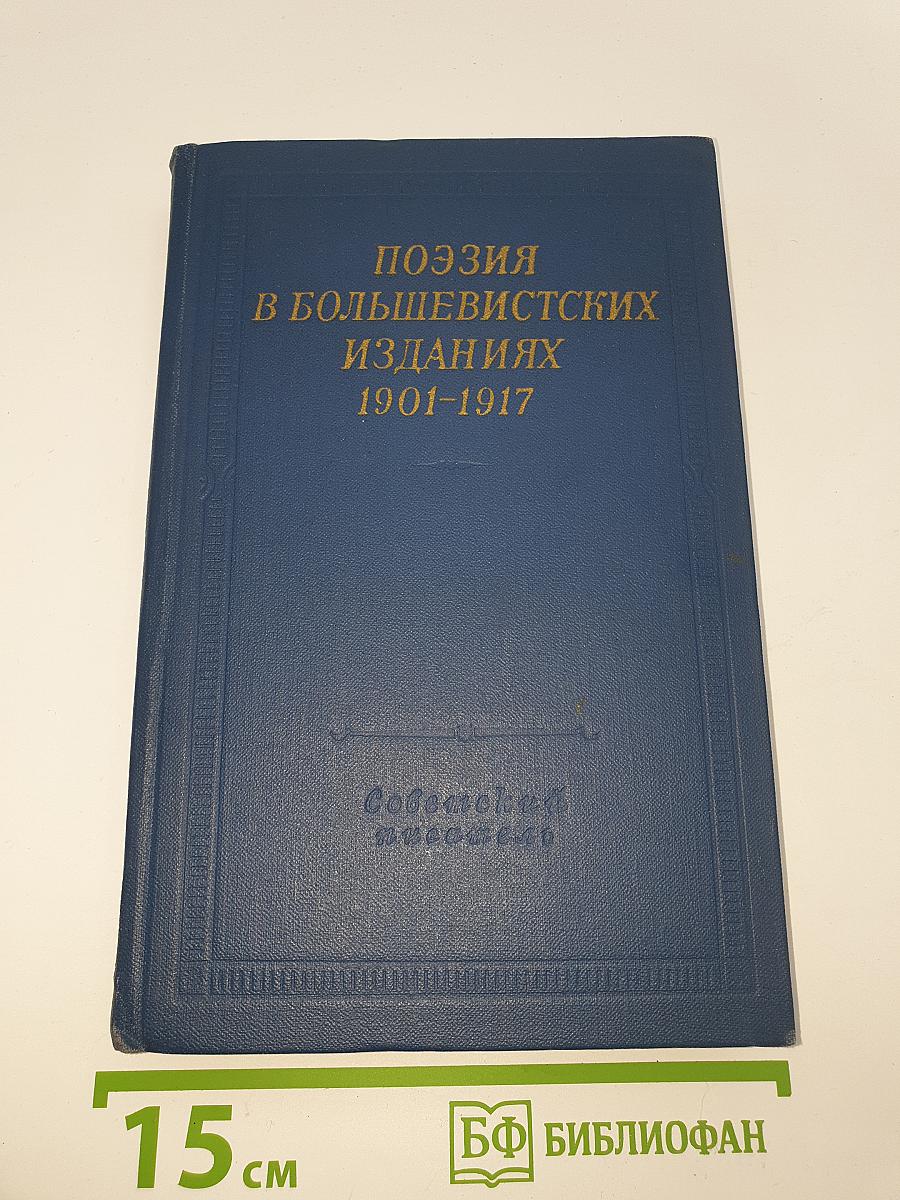 ПОЭЗИЯ
В БОЛЬШЕВИСТСКИХ
ИЗДАНИЯХ
1901–1917
Советский
писатель
15 см
БФ БИБЛИОФАН